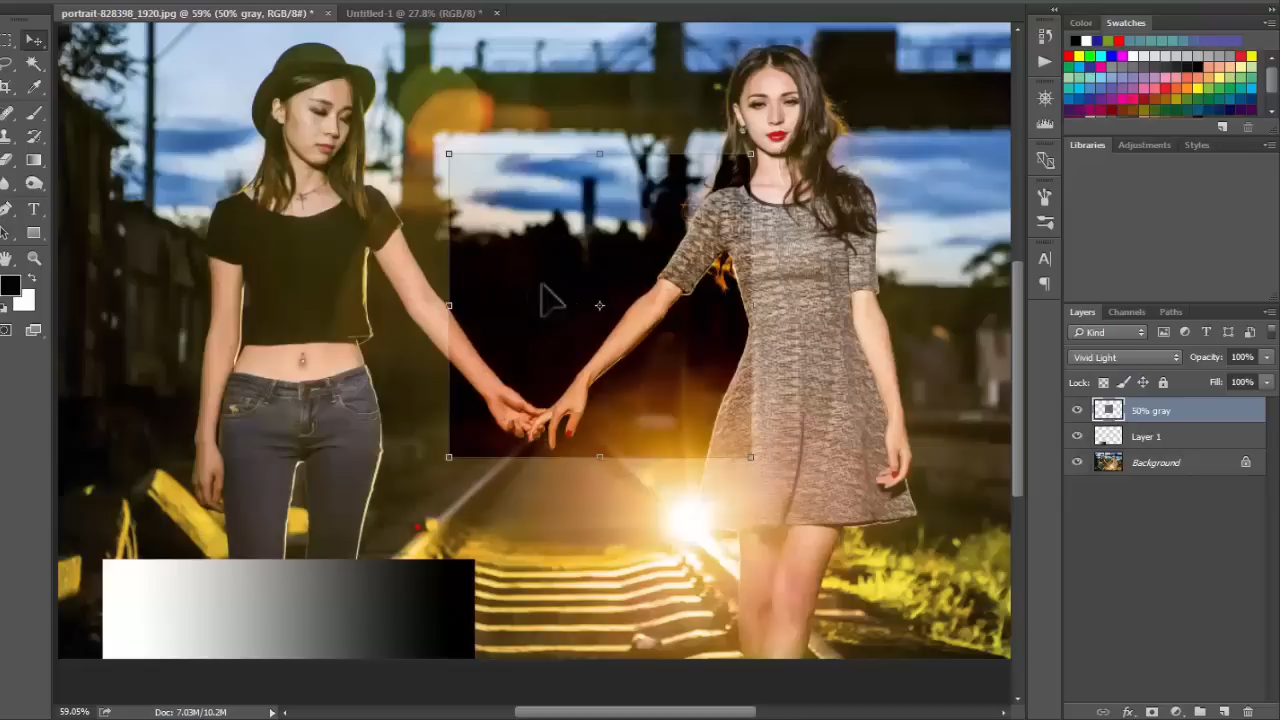 portrait-828398_1920.jpg @ 59% (50% gray, RGB/8#) * ×
Untitled-1 @ 27.8% (RGB/8) * ×
Color Swatches
Libraries Adjustments Styles
Layers Channels Paths
Kind
Vivid Light Opacity: 100%
Lock: Fill: 100%
50% gray
Layer 1
Background
59.05% Doc: 7.03M/10.2M